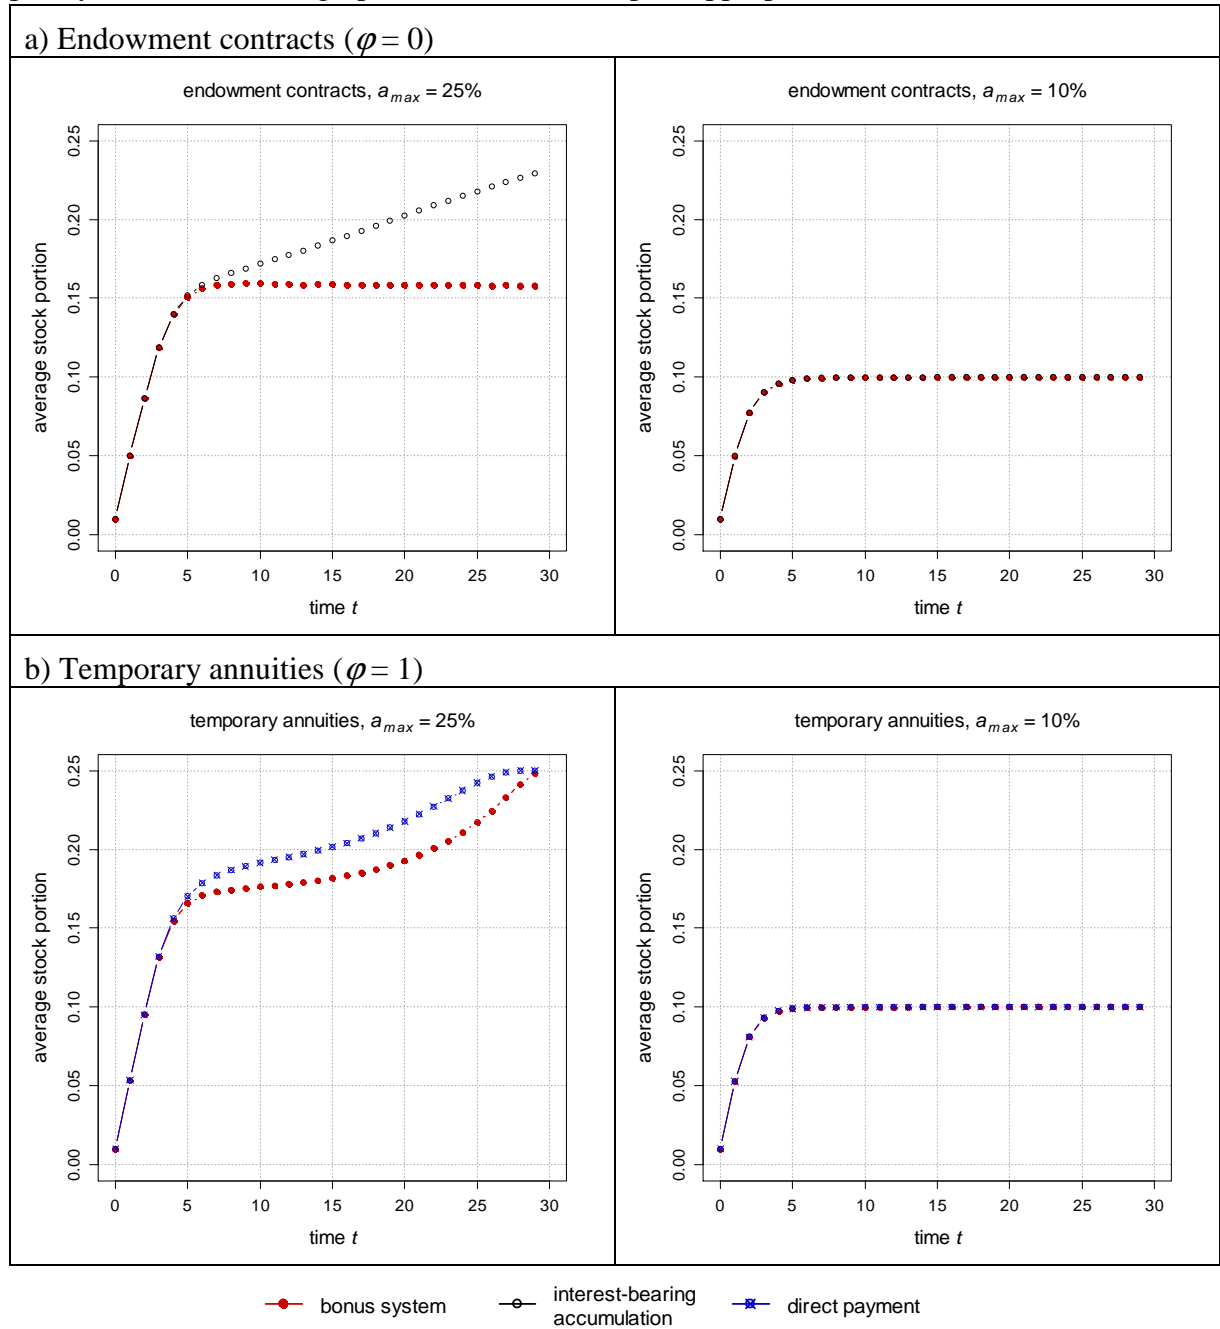 a) Endowment contracts (φ = 0)
endowment contracts, a_max = 25%
0.25
0.20
0.15
0.10
0.05
0.00
average stock portion
0 5 10 15 20 25 30
time t
endowment contracts, a_max = 10%
0.25
0.20
0.15
0.10
0.05
0.00
average stock portion
0 5 10 15 20 25 30
time t
b) Temporary annuities (φ = 1)
temporary annuities, a_max = 25%
0.25
0.20
0.15
0.10
0.05
0.00
average stock portion
0 5 10 15 20 25 30
time t
temporary annuities, a_max = 10%
0.25
0.20
0.15
0.10
0.05
0.00
average stock portion
0 5 10 15 20 25 30
time t
bonus system
interest-bearing
accumulation
direct payment